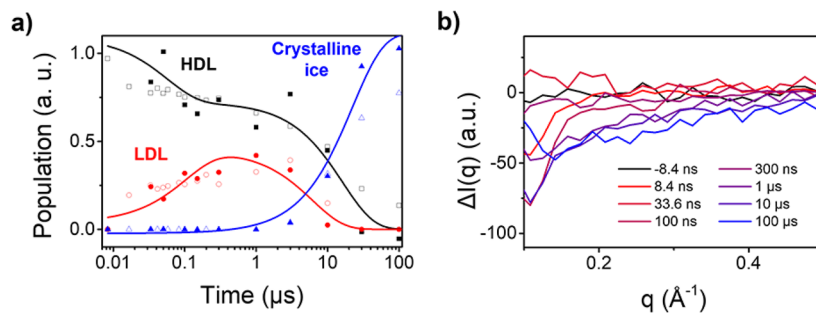 a)
Population (a. u.)
1.0
0.5
0.0
HDL
LDL
Crystalline
ice
0.01 0.1 1 10 100
Time (µs)
b)
ΔI(q) (a.u.)
0
-50
-100
-8.4 ns
8.4 ns
33.6 ns
100 ns
300 ns
1 µs
10 µs
100 µs
0.2 0.4
q (Å⁻¹)